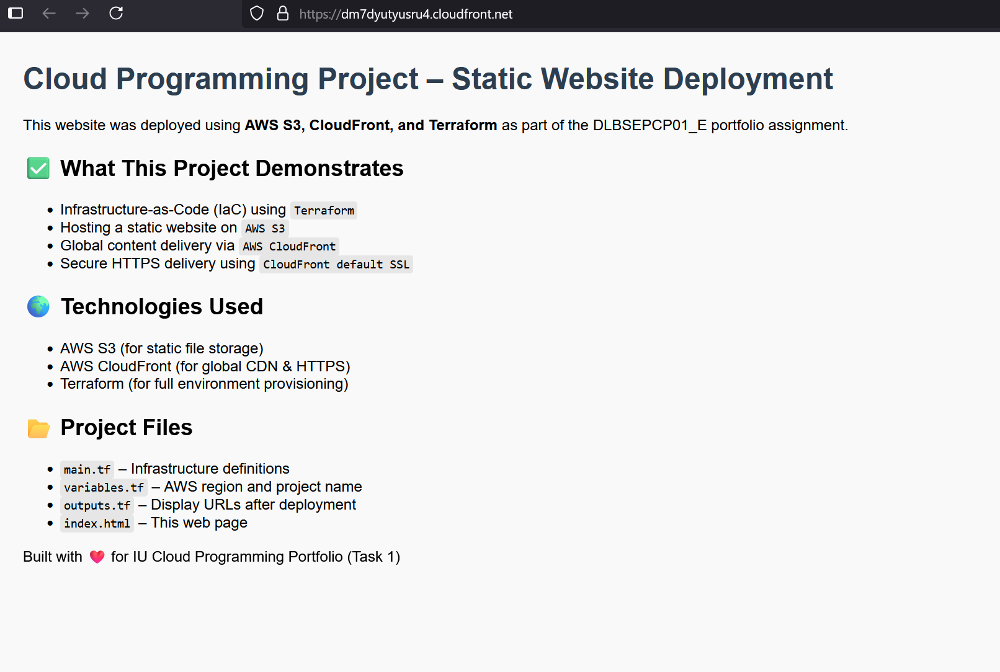 https://dm7dyutyusru4.cloudfront.net
Cloud Programming Project – Static Website Deployment
This website was deployed using AWS S3, CloudFront, and Terraform as part of the DLBSEPCP01_E portfolio assignment.
✅ What This Project Demonstrates
• Infrastructure-as-Code (IaC) using Terraform
• Hosting a static website on AWS S3
• Global content delivery via AWS CloudFront
• Secure HTTPS delivery using CloudFront default SSL
🌍 Technologies Used
• AWS S3 (for static file storage)
• AWS CloudFront (for global CDN & HTTPS)
• Terraform (for full environment provisioning)
📂 Project Files
• main.tf – Infrastructure definitions
• variables.tf – AWS region and project name
• outputs.tf – Display URLs after deployment
• index.html – This web page
Built with ❤️ for IU Cloud Programming Portfolio (Task 1)